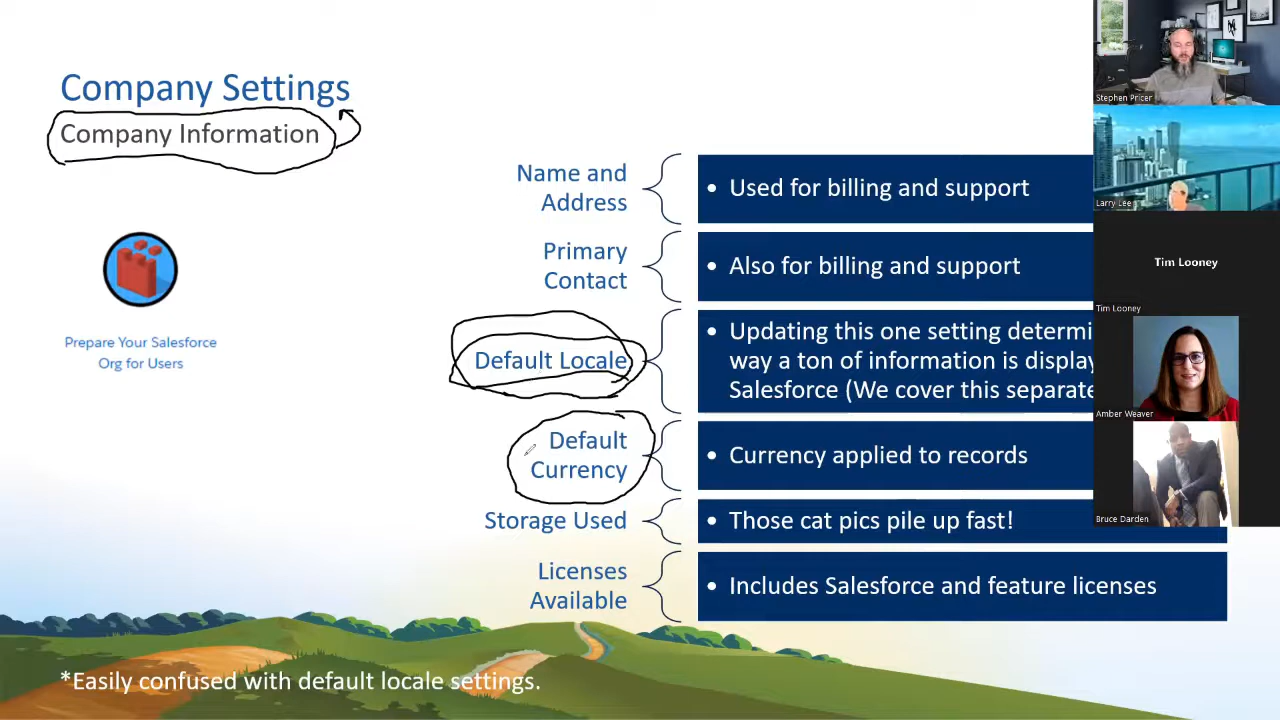 Company Settings
Company Information
Prepare Your Salesforce
Org for Users
Name and
Address
• Used for billing and support
Primary
Contact
• Also for billing and support
Default Locale
• Updating this one setting determi
way a ton of information is display
Salesforce (We cover this separate
Default
Currency
• Currency applied to records
Storage Used
• Those cat pics pile up fast!
Licenses
Available
• Includes Salesforce and feature licenses
*Easily confused with default locale settings.
Stephen Pricer
Larry Lee
Tim Looney
Tim Looney
Amber Weaver
Bruce Darden